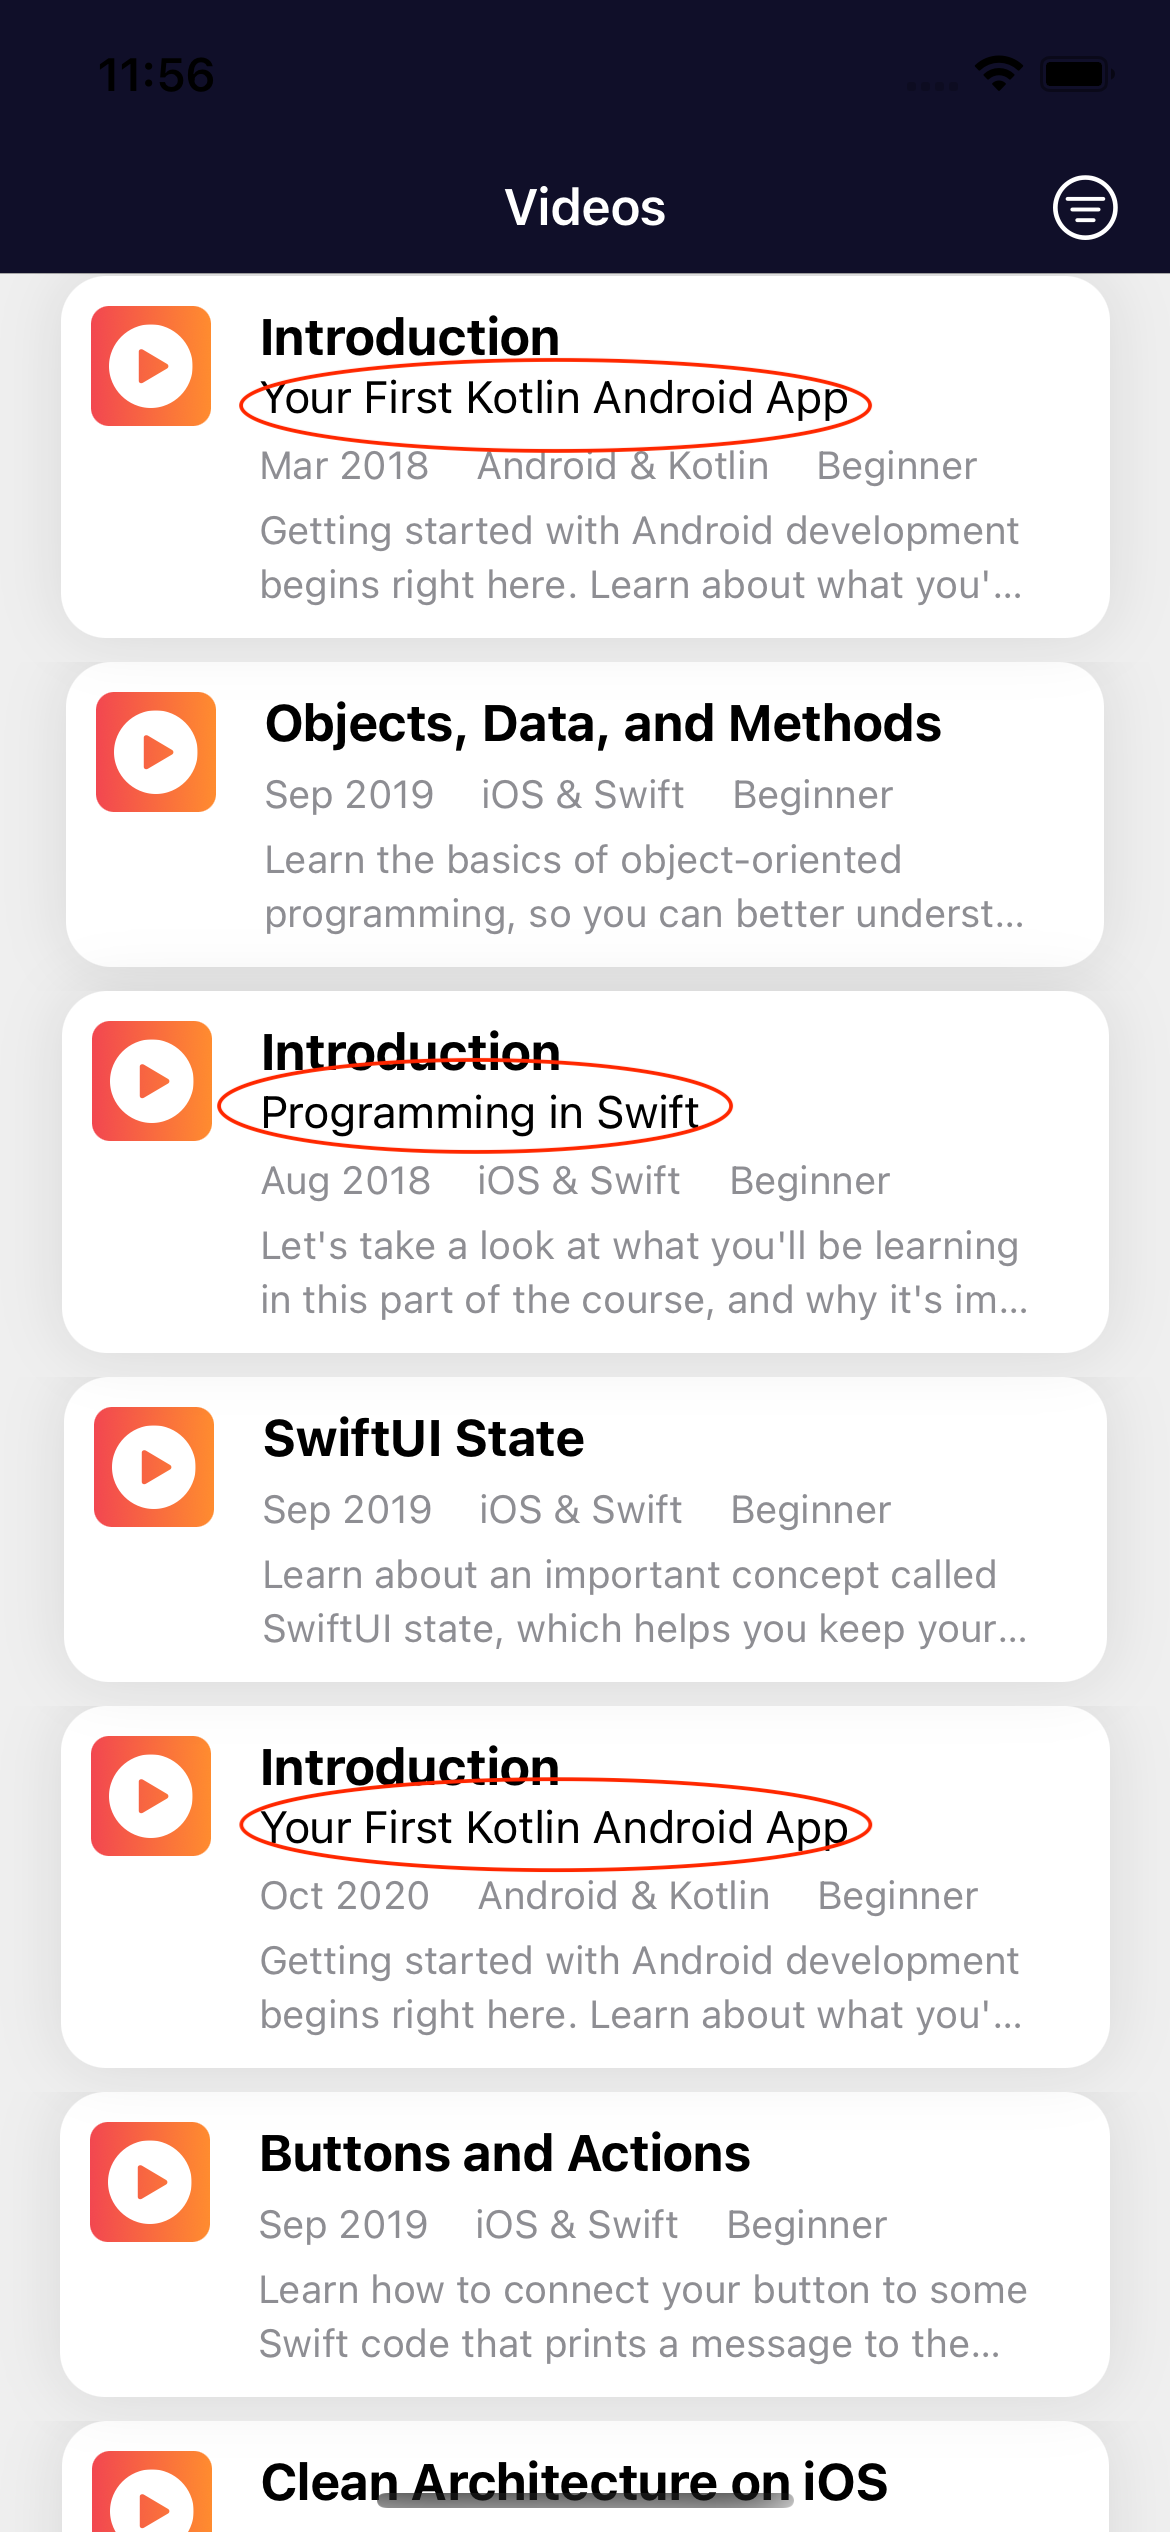 11:56
Videos
Introduction
Your First Kotlin Android App
Mar 2018 Android & Kotlin Beginner
Getting started with Android development
begins right here. Learn about what you'...
Objects, Data, and Methods
Sep 2019 iOS & Swift Beginner
Learn the basics of object-oriented
programming, so you can better underst...
Introduction
Programming in Swift
Aug 2018 iOS & Swift Beginner
Let's take a look at what you'll be learning
in this part of the course, and why it's im...
SwiftUI State
Sep 2019 iOS & Swift Beginner
Learn about an important concept called
SwiftUI state, which helps you keep your...
Introduction
Your First Kotlin Android App
Oct 2020 Android & Kotlin Beginner
Getting started with Android development
begins right here. Learn about what you'...
Buttons and Actions
Sep 2019 iOS & Swift Beginner
Learn how to connect your button to some
Swift code that prints a message to the...
Clean Architecture on iOS